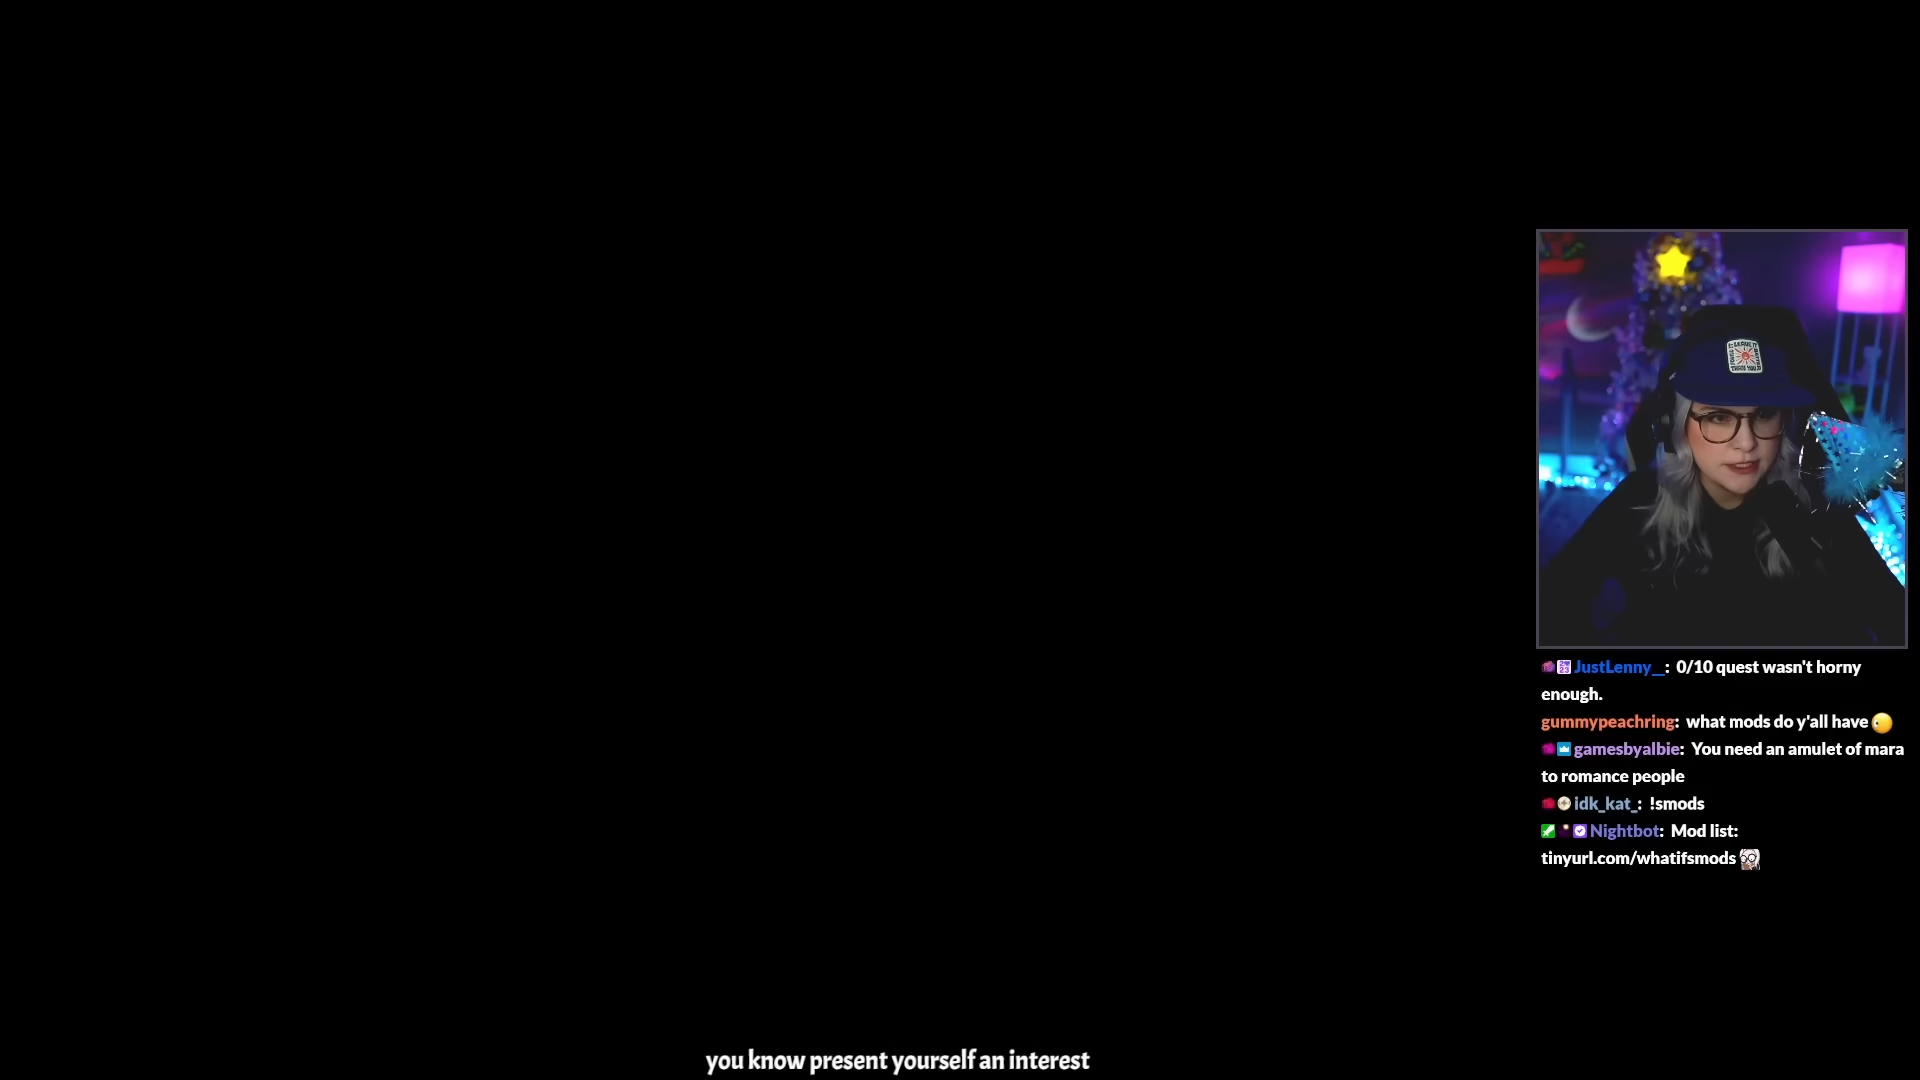 JustLenny__: 0/10 quest wasn't horny
enough.
gummypeachring: what mods do y'all have
gamesbyalbie: You need an amulet of mara
to romance people
idk_kat_: !smods
Nightbot: Mod list:
tinyurl.com/whatifsmods
you know present yourself an interest